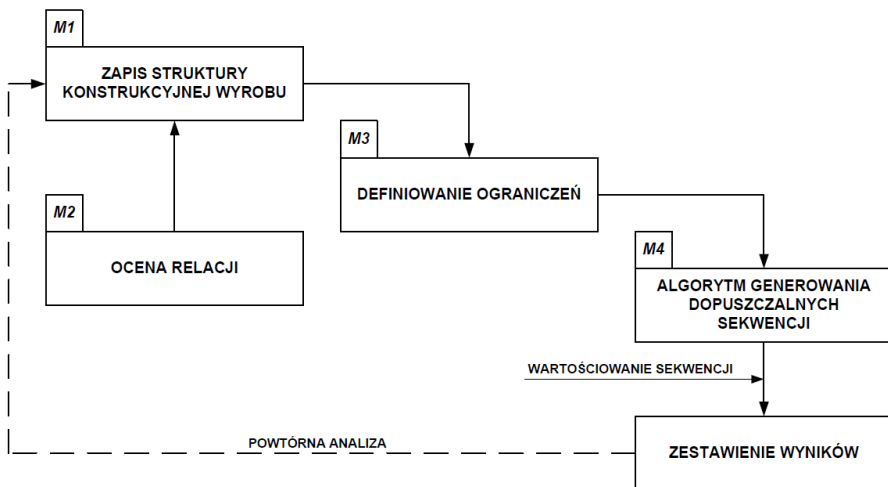 M1
ZAPIS STRUKTURY
KONSTRUKCYJNEJ WYROBU
M3
DEFINIOWANIE OGRANICZEŃ
M2
OCENA RELACJI
M4
ALGORYTM GENEROWANIA
DOPUSZCZALNYCH
SEKWENCJI
WARTOŚCIOWANIE SEKWENCJI
POWTÓRNA ANALIZA
ZESTAWIENIE WYNIKÓW